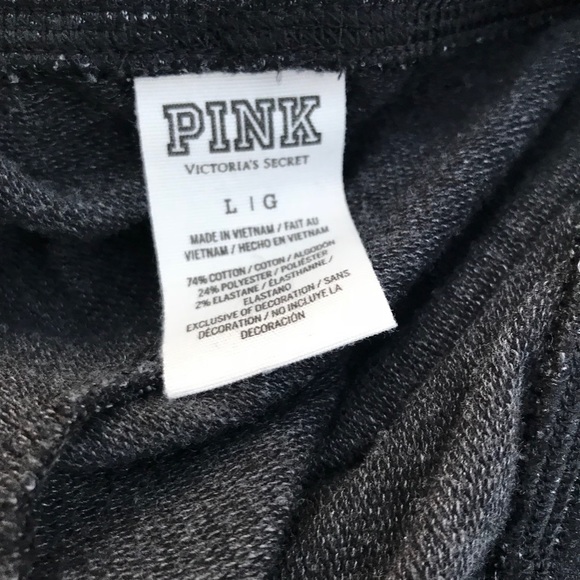 PINK
VICTORIA'S SECRET
L | G
MADE IN VIETNAM / FAIT AU
VIETNAM / HECHO EN VIETNAM
74% COTTON / COTON / ALGODÓN
24% POLYESTER / POLIÉSTER
2% ELASTANE / ÉLASTHANNE /
ELASTANO
EXCLUSIVE OF DECORATION / SANS
DÉCORATION / NO INCLUYE LA
DECORACIÓN